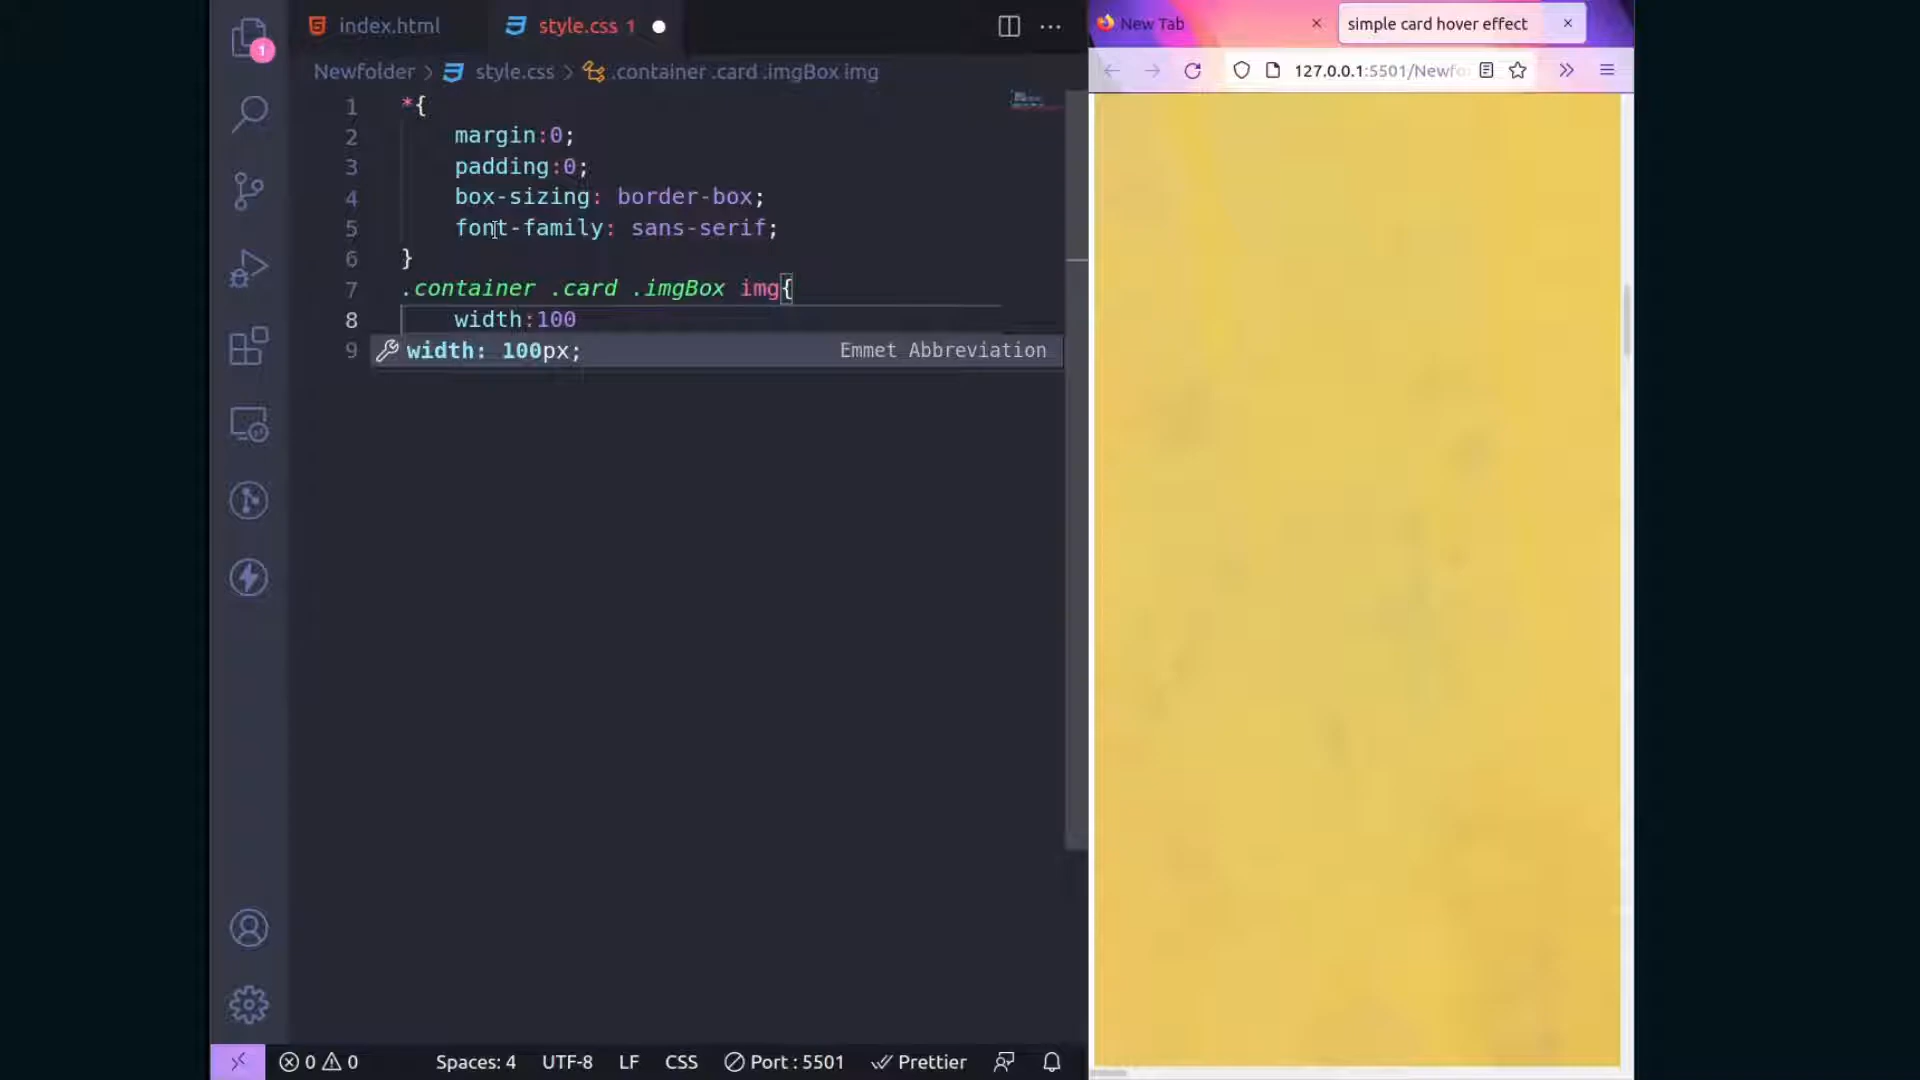 index.html
style.css 1
Newfolder > style.css > .container .card .imgBox img
1 *{
2 margin:0;
3 padding:0;
4 box-sizing: border-box;
5 font-family: sans-serif;
6 }
7 .container .card .imgBox img{
8 width:100
9
width: 100px; Emmet Abbreviation
1
0 0
Spaces: 4 UTF-8 LF CSS Port : 5501 Prettier
New Tab
simple card hover effect
127.0.0.1:5501/Newfo